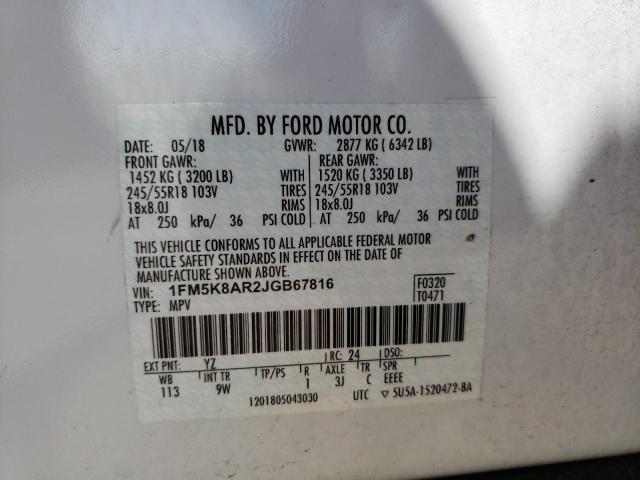 MFD. BY FORD MOTOR CO.
DATE: 05/18 GVWR: 2877 KG ( 6342 LB)
FRONT GAWR: REAR GAWR:
1452 KG ( 3200 LB) WITH 1520 KG ( 3350 LB) WITH
245/55R18 103V TIRES 245/55R18 103V TIRES
18x8.0J RIMS 18x8.0J RIMS
AT 250 kPa/ 36 PSI COLD AT 250 kPa/ 36 PSI COLD
THIS VEHICLE CONFORMS TO ALL APPLICABLE FEDERAL MOTOR
VEHICLE SAFETY STANDARDS IN EFFECT ON THE DATE OF
MANUFACTURE SHOWN ABOVE.
VIN: 1FM5K8AR2JGB67816 F0320
TYPE: MPV T0471
EXT PNT: YZ RC: 24 DSO:
WB INT TR TP/PS R AXLE TR SPR
113 9W I 3J C EEEE
1201805043030 UTC ▽ 5U5A-1520472-BA